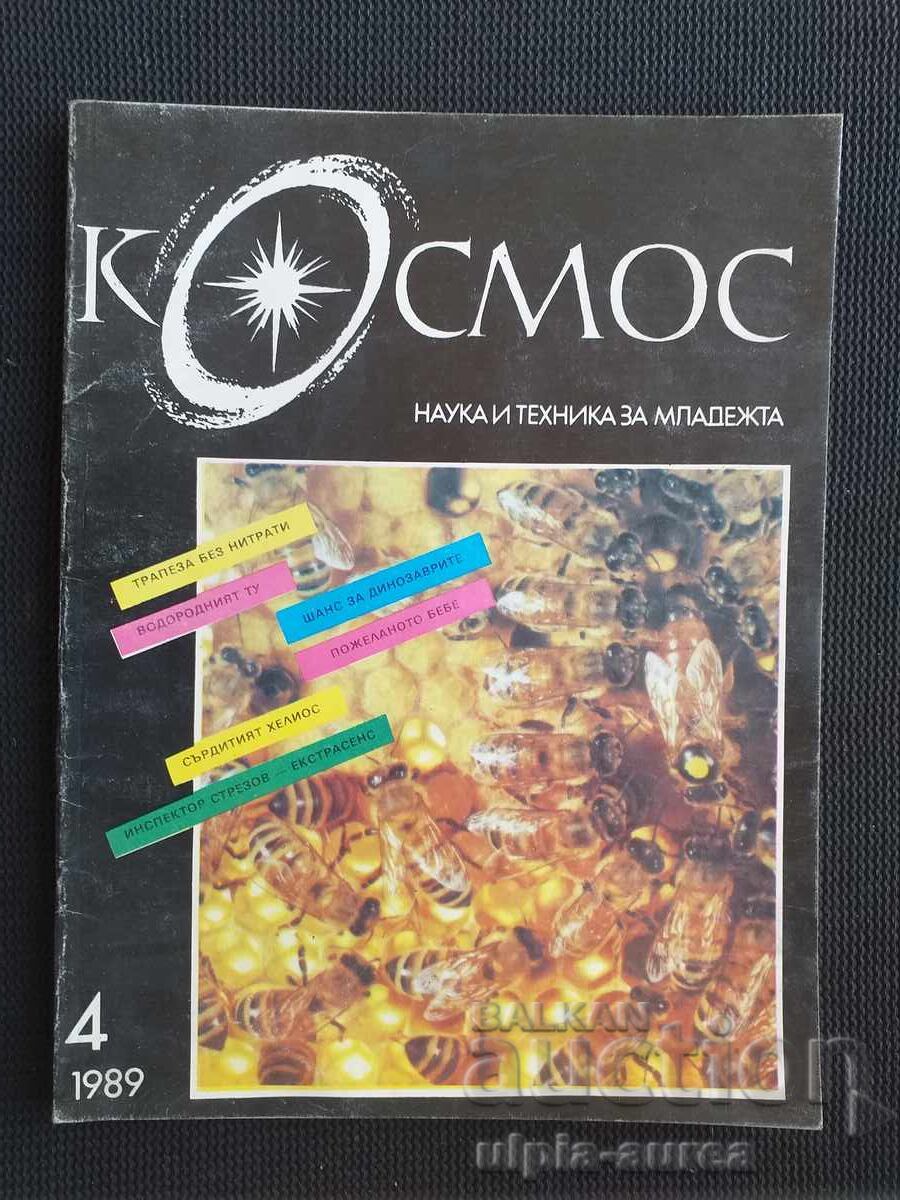 КОСМОС
НАУКА И ТЕХНИКА ЗА МЛАДЕЖТА
ТРАПЕЗА БЕЗ НИТРАТИ
ВОДОРОДНИЯТ ТУ
ШАНС ЗА ДИНОЗАВРИТЕ
ПОЖЕЛАНОТО БЕБЕ
СЪРДИТИЯТ ХЕЛИОС
ИНСПЕКТОР СТРЕЗОВ — ЕКСТРАСЕНС
4
1989
BALKAN
auction
ulpia-aurea